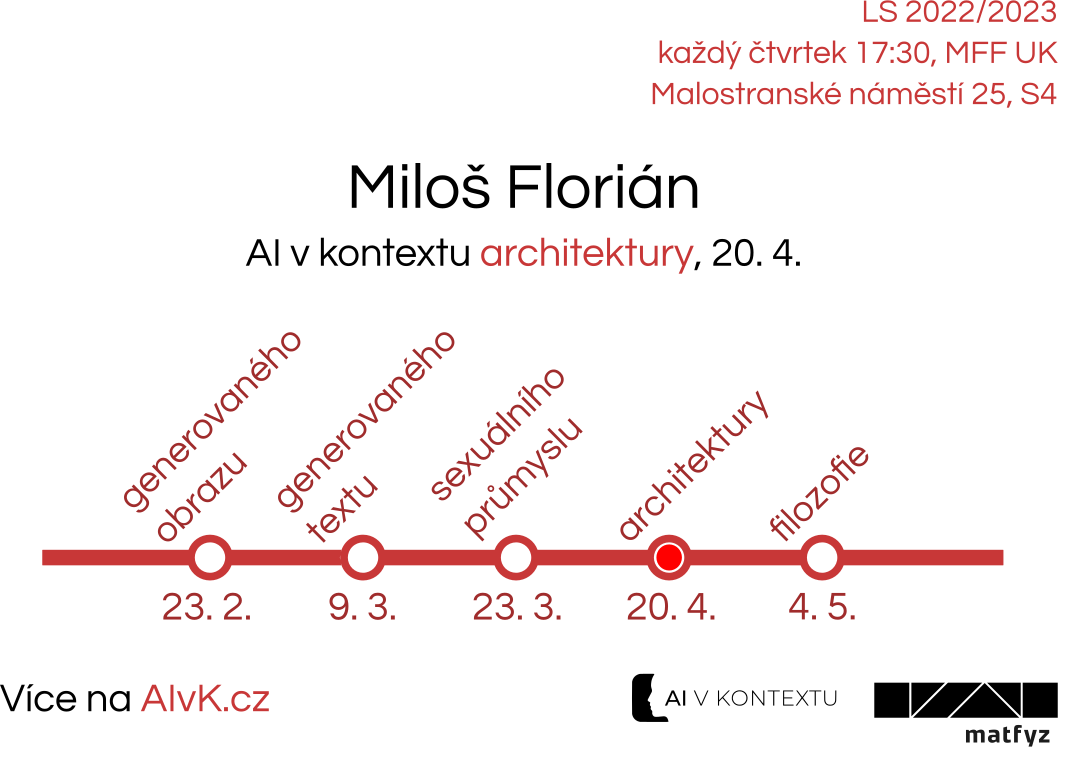 LS 2022/2023
každý čtvrtek 17:30, MFF UK
Malostranské náměstí 25, S4
Miloš Florián
AI v kontextu architektury, 20. 4.
generovaného
obrazu
generovaného
textu
sexuálního
průmyslu
architektury
filozofie
23. 2.
9. 3.
23. 3.
20. 4.
4. 5.
Více na AIvK.cz
AI V KONTEXTU
matfyz